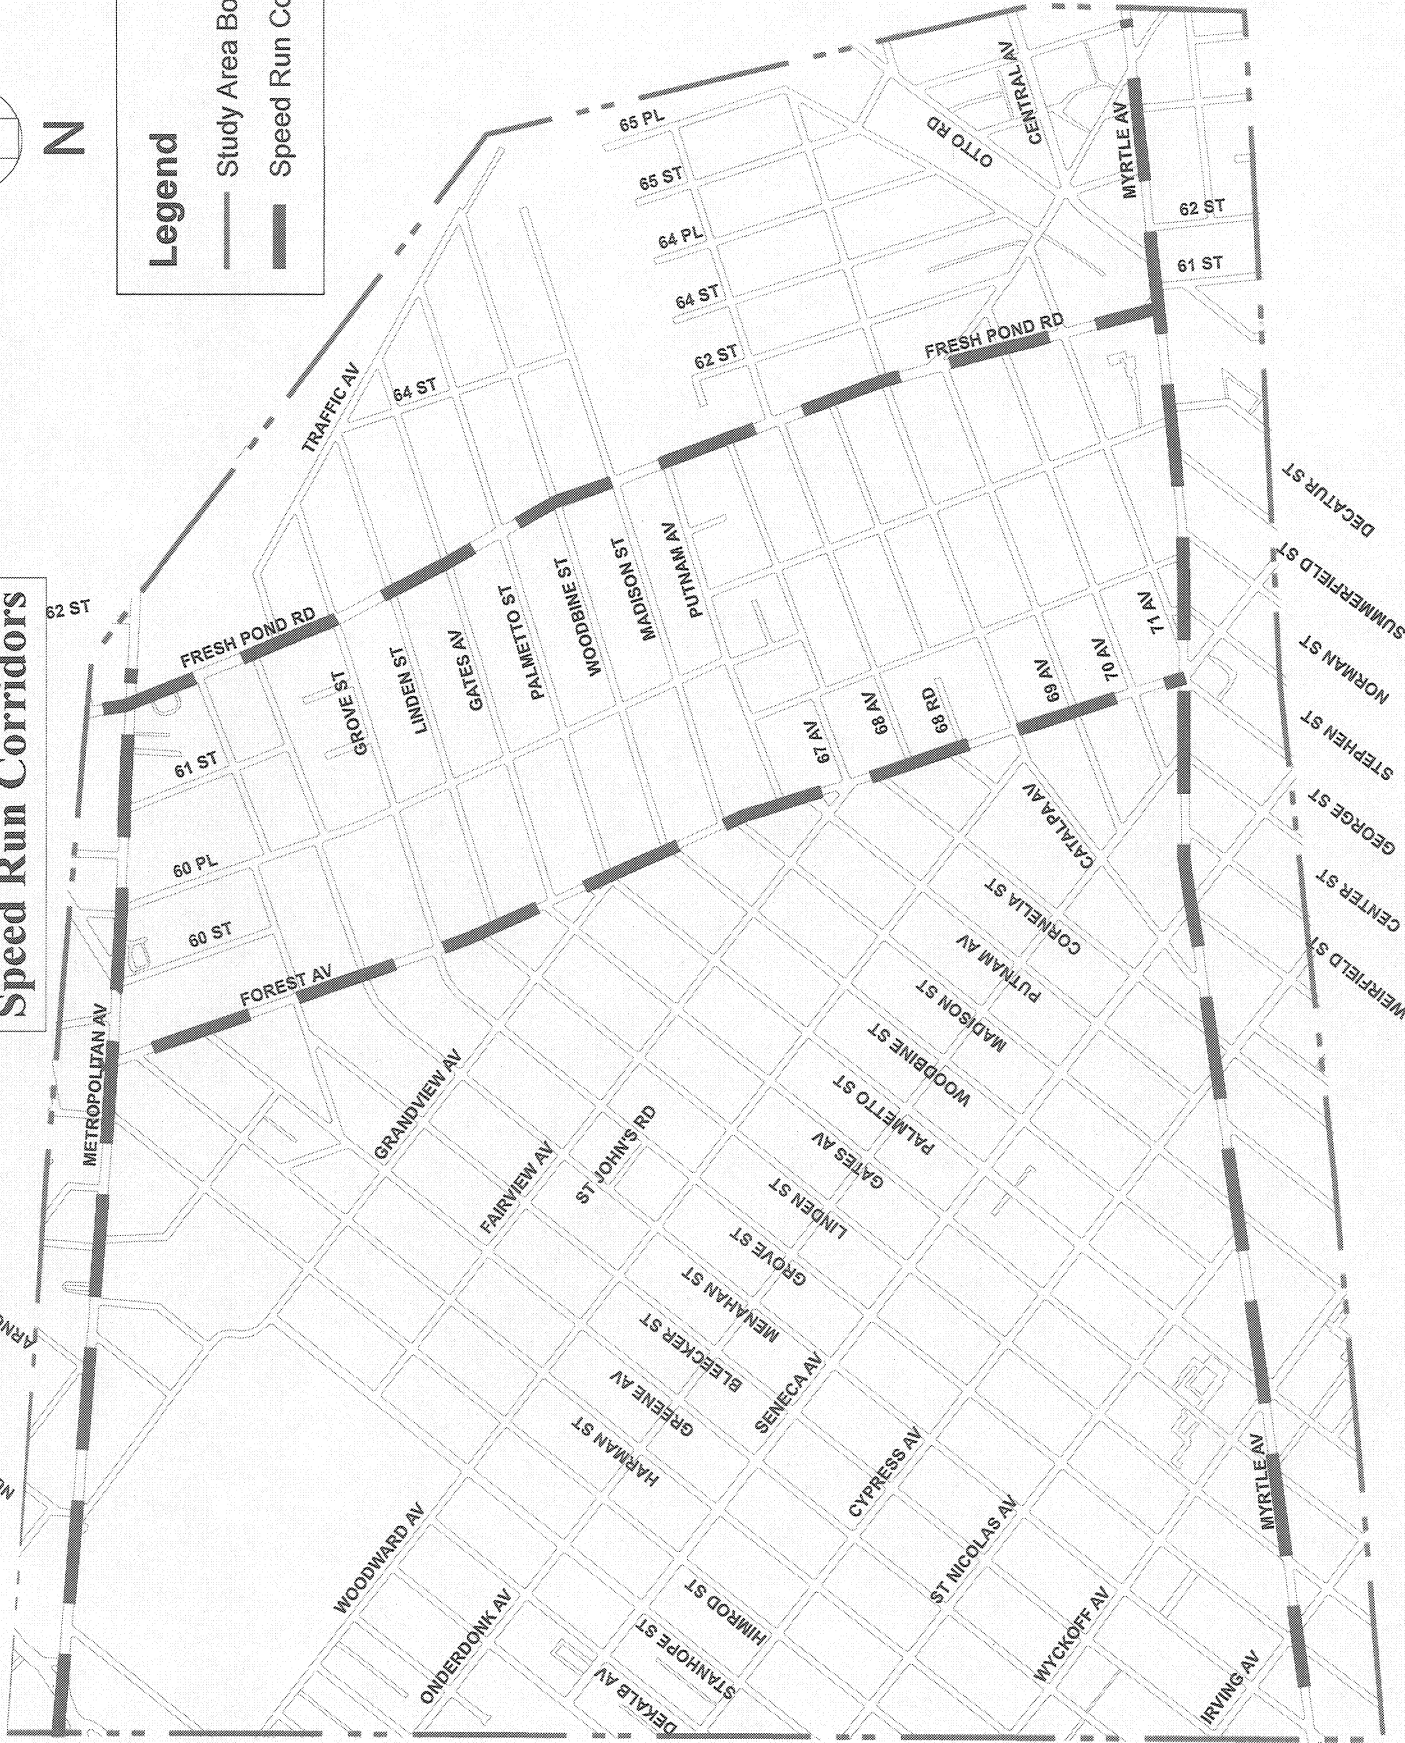 Speed Run Corridors
N
Legend
Study Area Bo
Speed Run Co
62 ST
65 PL
65 ST
64 PL
64 ST
62 ST
OTTO RD
CENTRAL AV
MYRTLE AV
62 ST
61 ST
TRAFFIC AV
64 ST
FRESH POND RD
FRESH POND RD
GROVE ST
LINDEN ST
GATES AV
PALMETTO ST
WOODBINE ST
MADISON ST
PUTNAM AV
67 AV
68 AV
68 RD
69 AV
70 AV
71 AV
61 ST
60 PL
60 ST
FOREST AV
METROPOLITAN AV
CATALPA AV
CORNELIA ST
PUTNAM AV
MADISON ST
WOODBINE ST
PALMETTO ST
GATES AV
LINDEN ST
GROVE ST
MENAHAN ST
BLEECKER ST
GREENE AV
HARMAN ST
HIMROD ST
STANHOPE ST
DEKALB AV
GRANDVIEW AV
FAIRVIEW AV
ST JOHN'S RD
SENECA AV
CYPRESS AV
ST NICOLAS AV
WYCKOFF AV
IRVING AV
WOODWARD AV
ONDERDONK AV
MYRTLE AV
DECATUR ST
SUMMERFIELD ST
NORMAN ST
STEPHEN ST
GEORGE ST
CENTER ST
WEIRFIELD ST
ARNO